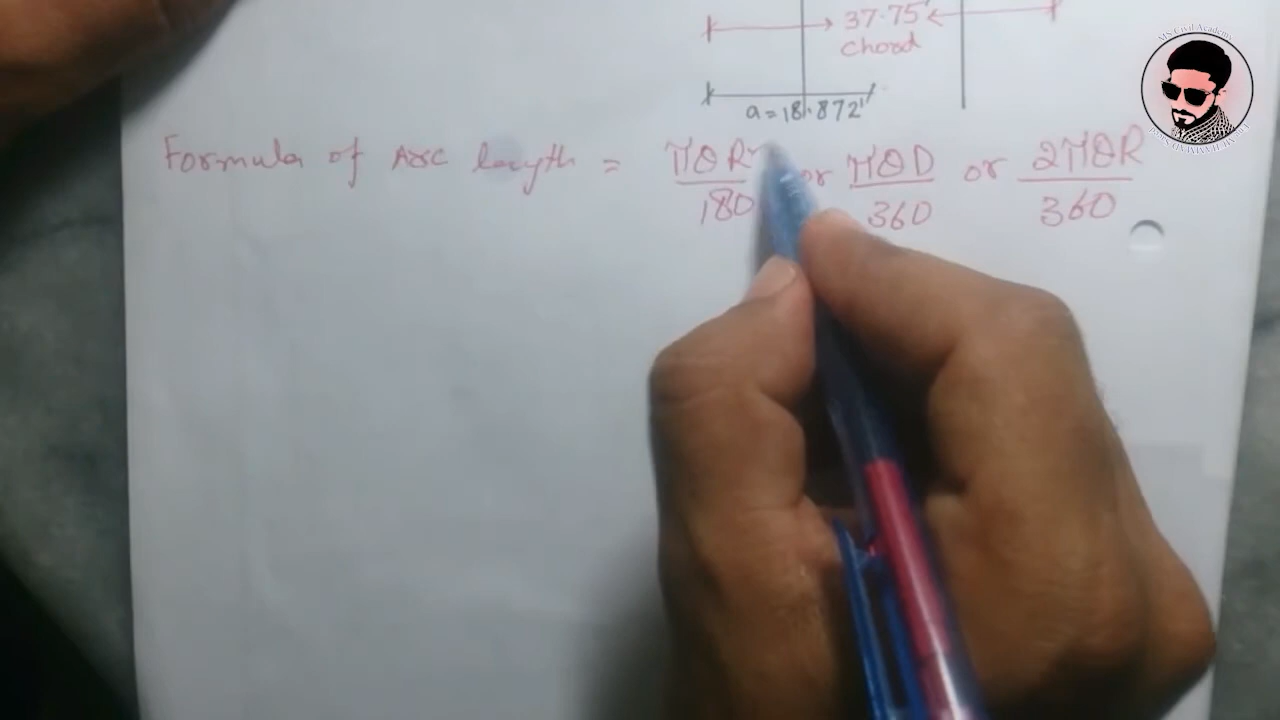 37.75'
chord
a = 18.872'
Formula of Arc length = πθR/180 or πθD/360 or 2πθR/360